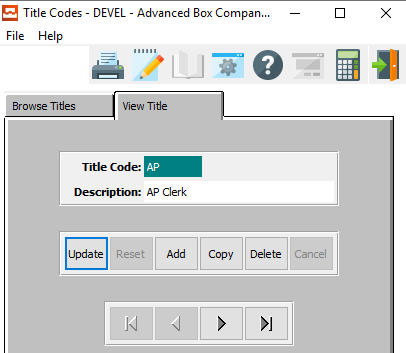 Title Codes - DEVEL - Advanced Box Compan...
File Help
Browse Titles View Title
Title Code: AP
Description: AP Clerk
Update Reset Add Copy Delete Cancel